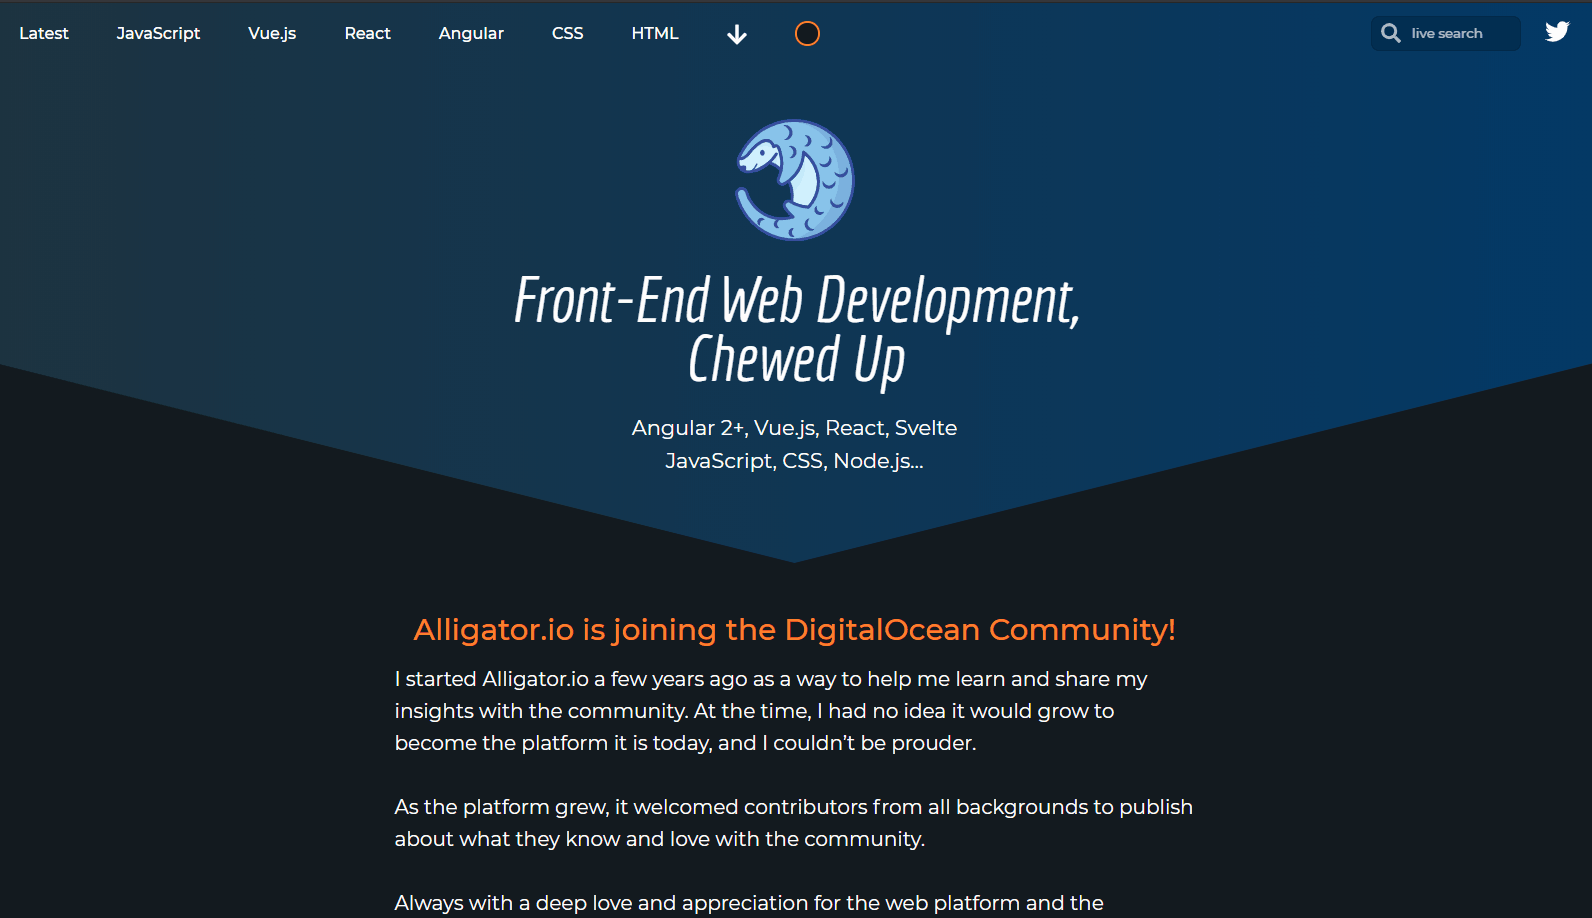 Latest JavaScript Vue.js React Angular CSS HTML live search
Front-End Web Development,
Chewed Up
Angular 2+, Vue.js, React, Svelte
JavaScript, CSS, Node.js...
Alligator.io is joining the DigitalOcean Community!
I started Alligator.io a few years ago as a way to help me learn and share my
insights with the community. At the time, I had no idea it would grow to
become the platform it is today, and I couldn’t be prouder.
As the platform grew, it welcomed contributors from all backgrounds to publish
about what they know and love with the community.
Always with a deep love and appreciation for the web platform and the